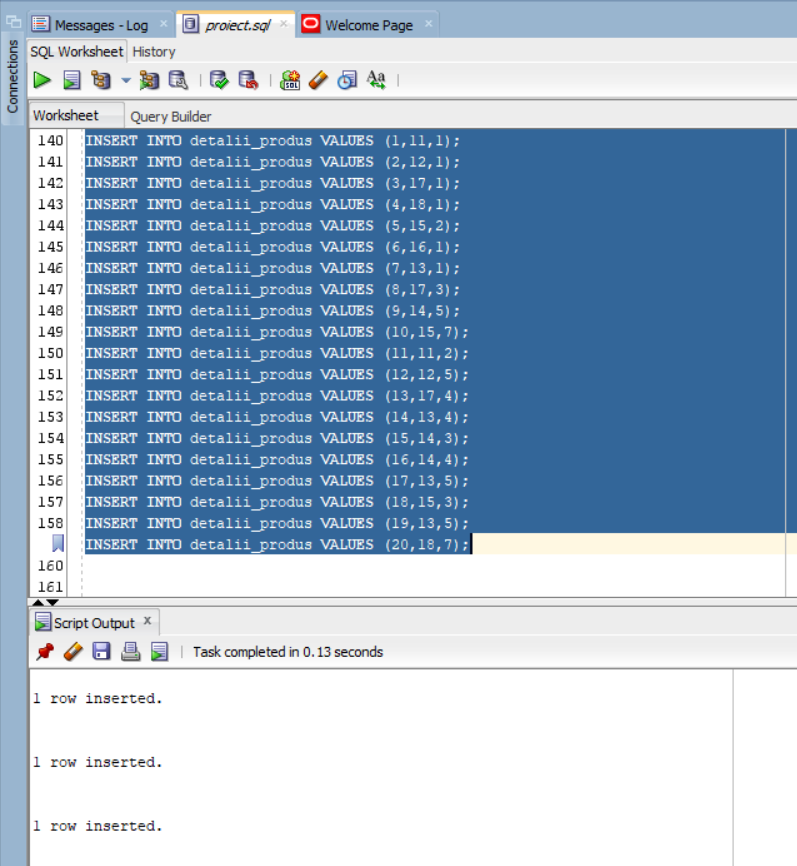 Messages - Log × proiect.sql × Welcome Page ×
Connections
SQL Worksheet History
Worksheet Query Builder
140 INSERT INTO detalii_produs VALUES (1,11,1);
141 INSERT INTO detalii_produs VALUES (2,12,1);
142 INSERT INTO detalii_produs VALUES (3,17,1);
143 INSERT INTO detalii_produs VALUES (4,18,1);
144 INSERT INTO detalii_produs VALUES (5,15,2);
145 INSERT INTO detalii_produs VALUES (6,16,1);
146 INSERT INTO detalii_produs VALUES (7,13,1);
147 INSERT INTO detalii_produs VALUES (8,17,3);
148 INSERT INTO detalii_produs VALUES (9,14,5);
149 INSERT INTO detalii_produs VALUES (10,15,7);
150 INSERT INTO detalii_produs VALUES (11,11,2);
151 INSERT INTO detalii_produs VALUES (12,12,5);
152 INSERT INTO detalii_produs VALUES (13,17,4);
153 INSERT INTO detalii_produs VALUES (14,13,4);
154 INSERT INTO detalii_produs VALUES (15,14,3);
155 INSERT INTO detalii_produs VALUES (16,14,4);
156 INSERT INTO detalii_produs VALUES (17,13,5);
157 INSERT INTO detalii_produs VALUES (18,15,3);
158 INSERT INTO detalii_produs VALUES (19,13,5);
INSERT INTO detalii_produs VALUES (20,18,7);
160
161
Script Output ×
Task completed in 0.13 seconds
1 row inserted.
1 row inserted.
1 row inserted.